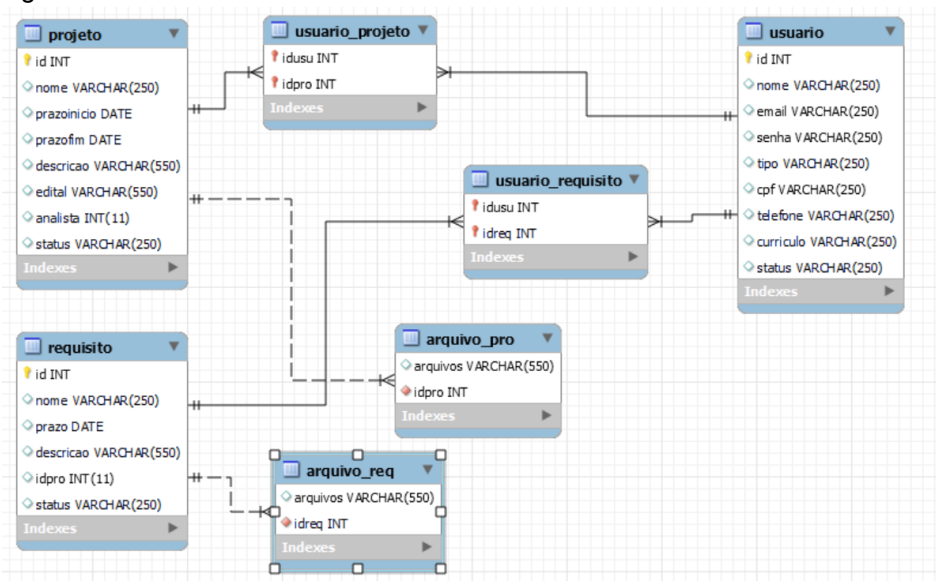 projeto
id INT
nome VARCHAR(250)
prazoinicio DATE
prazofim DATE
descricao VARCHAR(550)
edital VARCHAR(550)
analista INT(11)
status VARCHAR(250)
Indexes
usuario_projeto
idusu INT
idpro INT
Indexes
usuario
id INT
nome VARCHAR(250)
email VARCHAR(250)
senha VARCHAR(250)
tipo VARCHAR(250)
cpf VARCHAR(250)
telefone VARCHAR(250)
curriculo VARCHAR(250)
status VARCHAR(250)
Indexes
usuario_requisito
idusu INT
idreq INT
Indexes
requisito
id INT
nome VARCHAR(250)
prazo DATE
descricao VARCHAR(550)
idpro INT(11)
status VARCHAR(250)
Indexes
arquivo_pro
arquivos VARCHAR(550)
idpro INT
Indexes
arquivo_req
arquivos VARCHAR(550)
idreq INT
Indexes